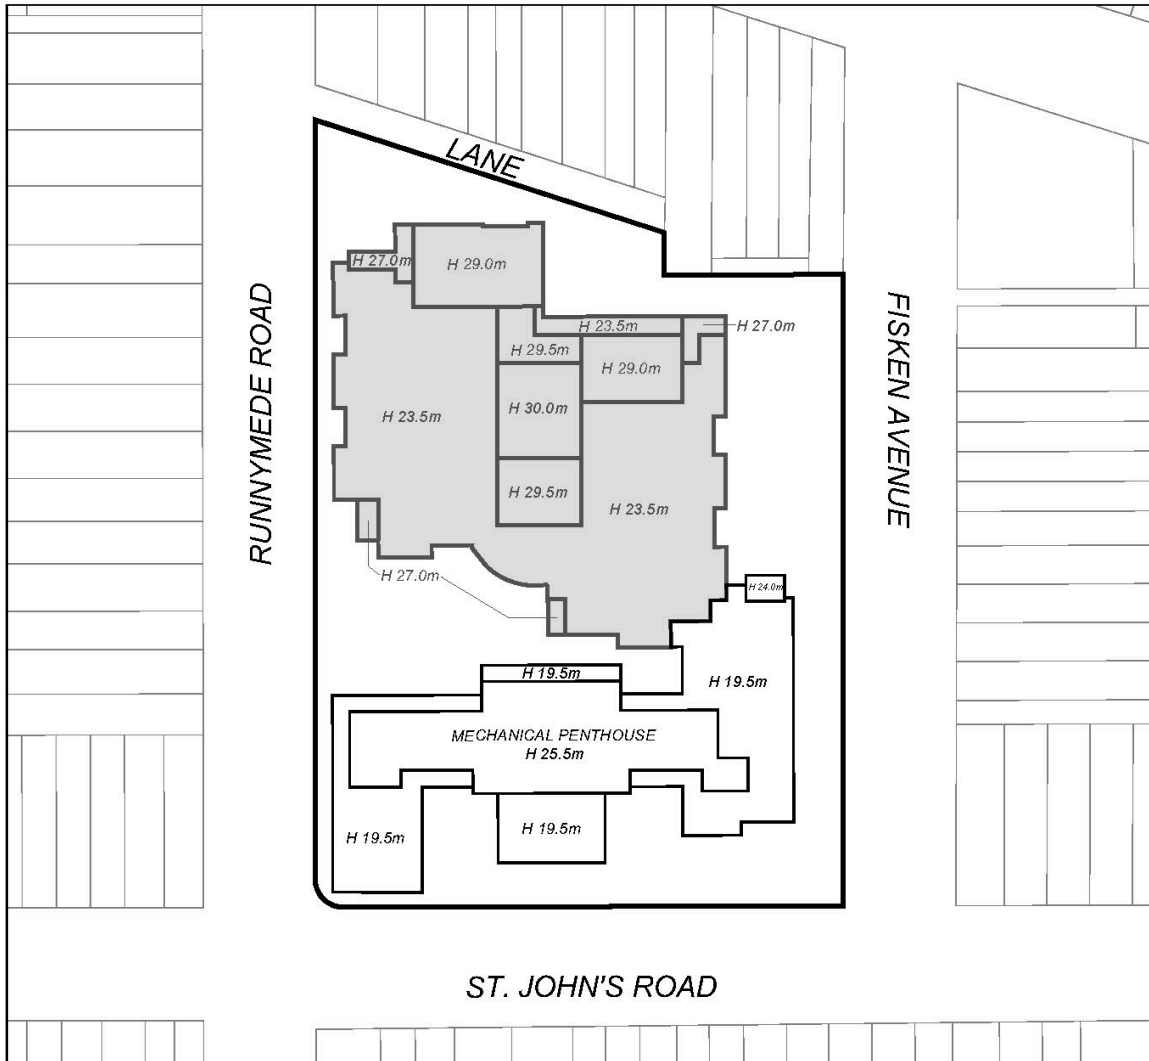 LANE
H 27.0m
H 29.0m
RUNNYMEDE ROAD
FISKEN AVENUE
H 23.5m
H 27.0m
H 29.5m
H 29.0m
H 23.5m
H 30.0m
H 29.5m
H 23.5m
H 27.0m
H 24.0m
H 19.5m
H 19.5m
MECHANICAL PENTHOUSE
H 25.5m
H 19.5m
H 19.5m
ST. JOHN'S ROAD